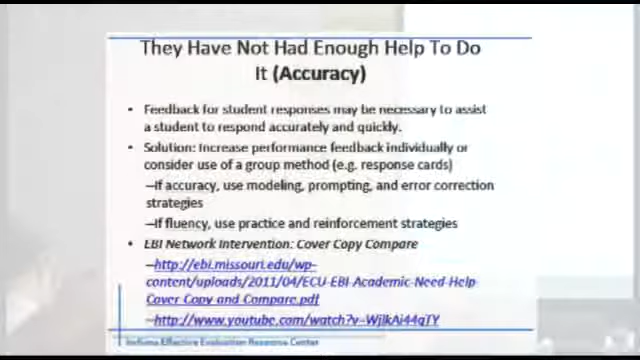 They Have Not Had Enough Help To Do
It (Accuracy)
• Feedback for student responses may be necessary to assist
a student to respond accurately and quickly.
• Solution: Increase performance feedback individually or
consider use of a group method (e.g. response cards)
–If accuracy, use modeling, prompting, and error correction
strategies
–If fluency, use practice and reinforcement strategies
• EBI Network Intervention: Cover Copy Compare
–http://ebi.missouri.edu/wp-
content/uploads/2011/04/ECU-EBI-Academic-Need-Help-
Cover Copy and Compare.pdf
–http://www.youtube.com/watch?v=
Indiana Effective Evaluation Resource Center